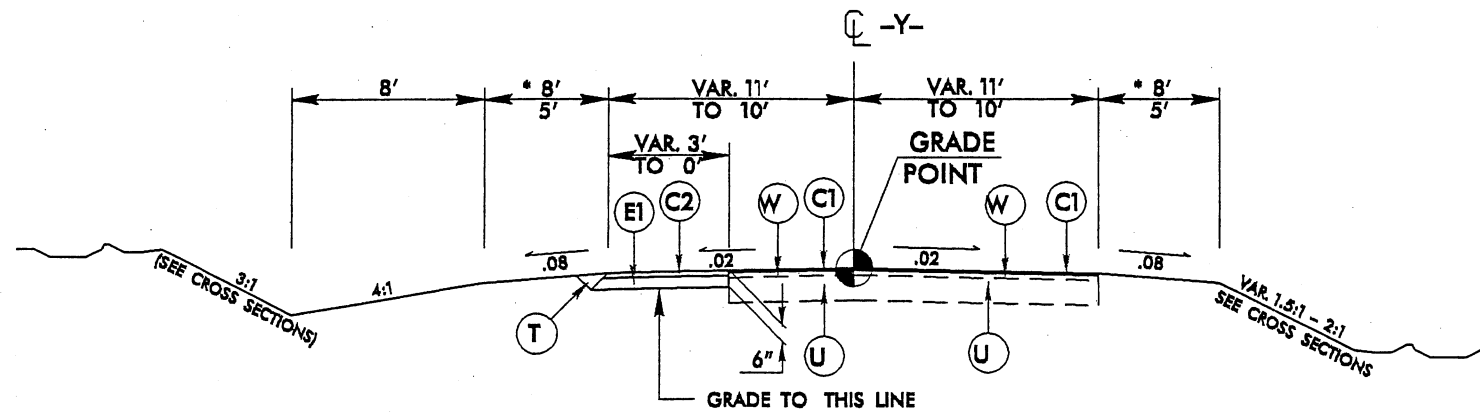 ℄ -Y-
8'
* 8'
5'
VAR. 11'
TO 10'
VAR. 11'
TO 10'
* 8'
5'
VAR. 3'
TO 0'
GRADE
POINT
E1
C2
W
C1
W
C1
.08
.02
.02
.08
3:1
(SEE CROSS SECTIONS)
4:1
VAR. 1.5:1 - 2:1
SEE CROSS SECTIONS
T
6"
U
U
GRADE TO THIS LINE